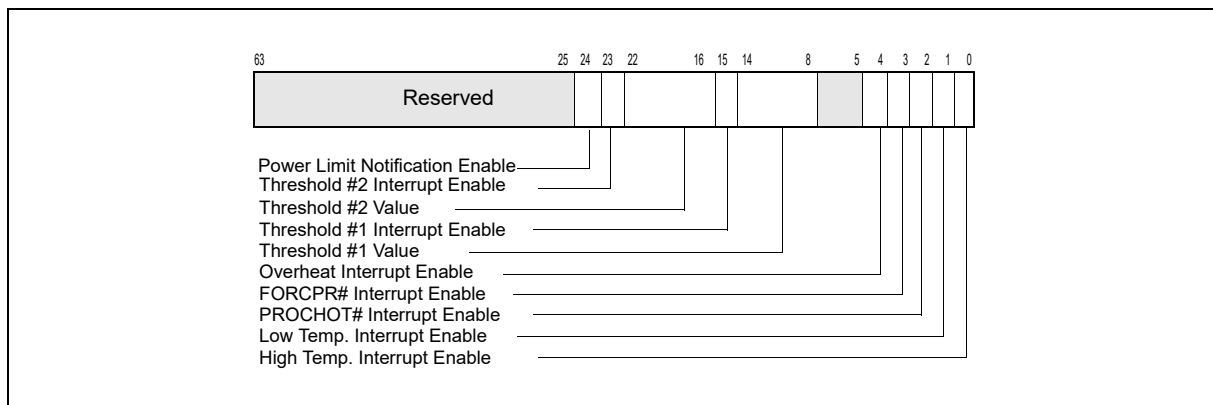 63 25 24 23 22 16 15 14 8 5 4 3 2 1 0
Reserved
Power Limit Notification Enable
Threshold #2 Interrupt Enable
Threshold #2 Value
Threshold #1 Interrupt Enable
Threshold #1 Value
Overheat Interrupt Enable
FORCPR# Interrupt Enable
PROCHOT# Interrupt Enable
Low Temp. Interrupt Enable
High Temp. Interrupt Enable